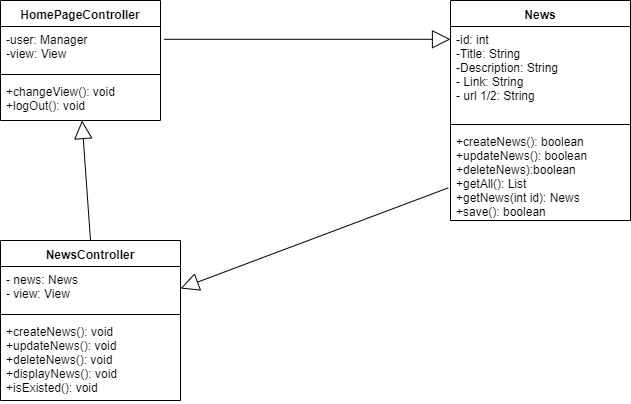 HomePageController
-user: Manager
-view: View
+changeView(): void
+logOut(): void
News
-id: int
-Title: String
-Description: String
- Link: String
- url 1/2: String
+createNews(): boolean
+updateNews(): boolean
+deleteNews):boolean
+getAll(): List
+getNews(int id): News
+save(): boolean
NewsController
- news: News
- view: View
+createNews(): void
+updateNews(): void
+deleteNews(): void
+displayNews(): void
+isExisted(): void